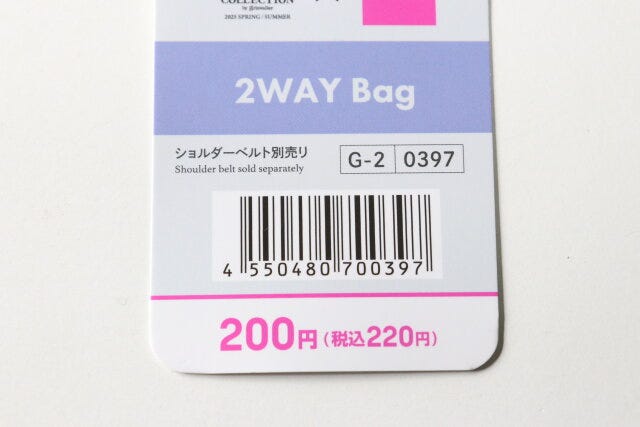 COLLECTION
2025 SPRING / SUMMER
2WAY Bag
ショルダーベルト別売り
Shoulder belt sold separately
G-2 0397
4 550480 700397
200円(税込220円)